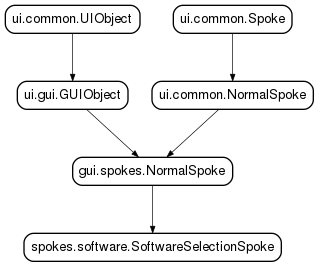 ui.common.UIObject
ui.common.Spoke
ui.gui.GUIObject
ui.common.NormalSpoke
gui.spokes.NormalSpoke
spokes.software.SoftwareSelectionSpoke